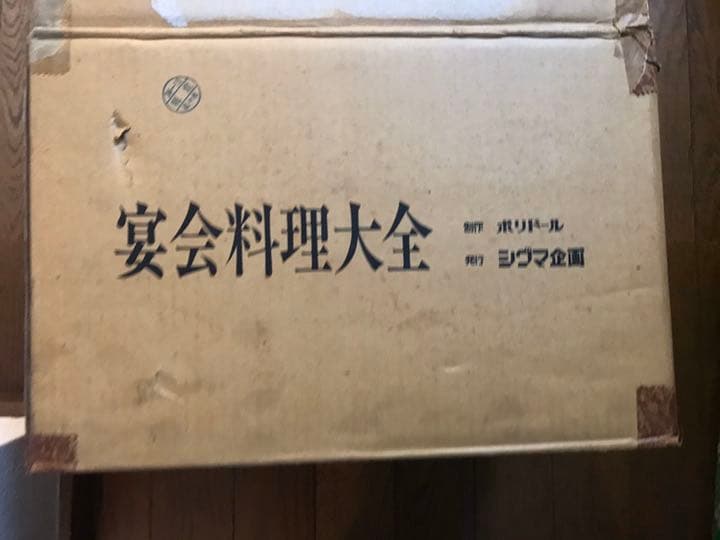 宴会料理大全
制作 ポリドール
発行 シヴマ企画